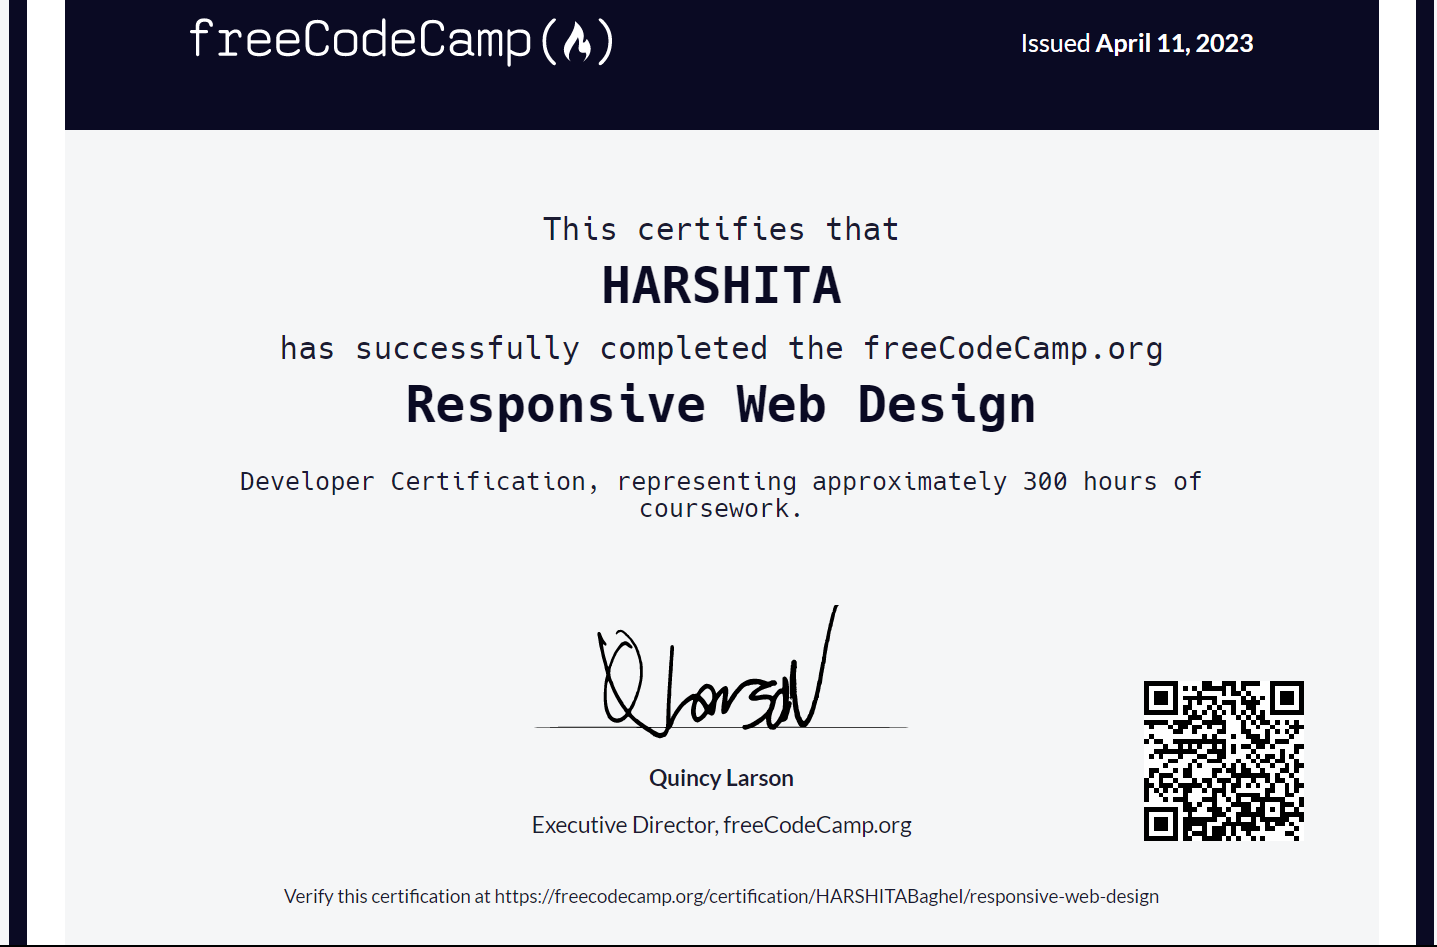 freeCodeCamp
Issued April 11, 2023
This certifies that
HARSHITA
has successfully completed the freeCodeCamp.org
Responsive Web Design
Developer Certification, representing approximately 300 hours of
coursework.
Q Larson
Quincy Larson
Executive Director, freeCodeCamp.org
Verify this certification at https://freecodecamp.org/certification/HARSHITABaghel/responsive-web-design